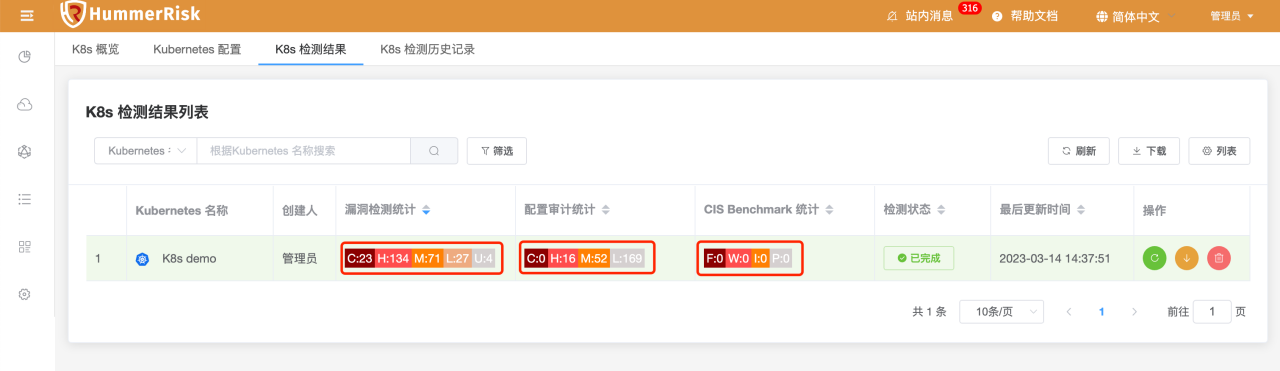 HummerRisk
站内消息 316 帮助文档 简体中文 管理员
K8s 概览 Kubernetes 配置 K8s 检测结果 K8s 检测历史记录
K8s 检测结果列表
Kubernetes 根据Kubernetes 名称搜索 筛选 刷新 下载 列表
Kubernetes 名称 创建人 漏洞检测统计 配置审计统计 CIS Benchmark 统计 检测状态 最后更新时间 操作
1 K8s demo 管理员 C:23 H:134 M:71 L:27 U:4 C:0 H:16 M:52 L:169 F:0 W:0 I:0 P:0 已完成 2023-03-14 14:37:51
共 1 条 10条/页 1 前往 1 页